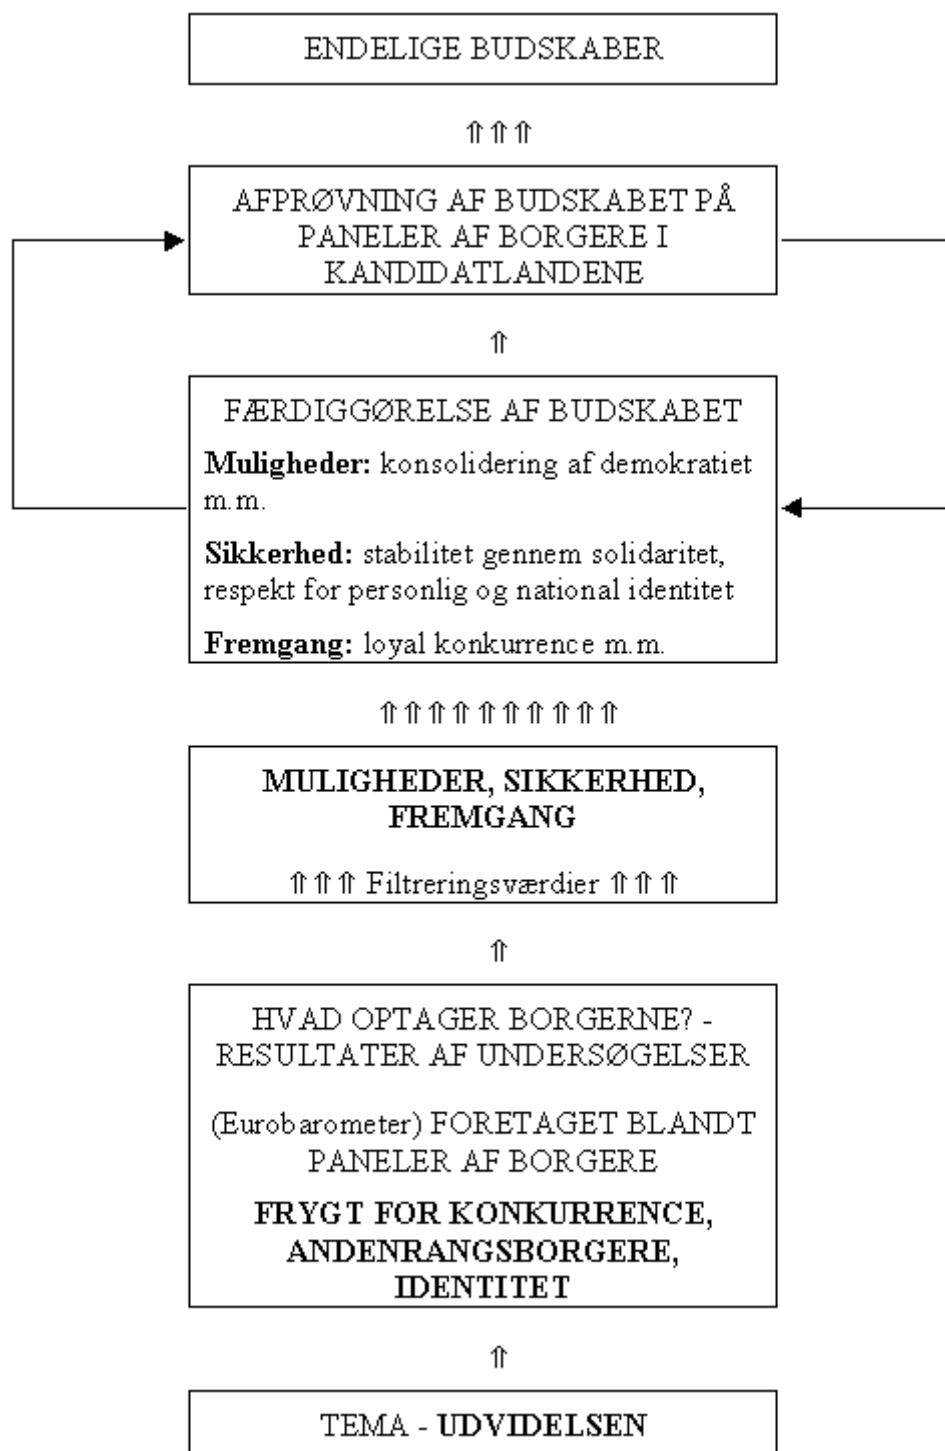 ENDELIGE BUDSKABER
⇑⇑⇑
AFPRØVNING AF BUDSKABET PÅ
PANELER AF BORGERE I
KANDIDATLANDENE
⇑
FÆRDIGGØRELSE AF BUDSKABET
Muligheder: konsolidering af demokratiet
m.m.
Sikkerhed: stabilitet gennem solidaritet,
respekt for personlig og national identitet
Fremgang: loyal konkurrence m.m.
⇑⇑⇑⇑⇑⇑⇑⇑⇑⇑
MULIGHEDER, SIKKERHED,
FREMGANG
⇑⇑⇑ Filtreringsværdier ⇑⇑⇑
⇑
HVAD OPTAGER BORGERNE? -
RESULTATER AF UNDERSØGELSER
(Eurobarometer) FORETAGET BLANDT
PANELER AF BORGERE
FRYGT FOR KONKURRENCE,
ANDENRANGSBORGERE,
IDENTITET
⇑
TEMA - UDVIDELSEN